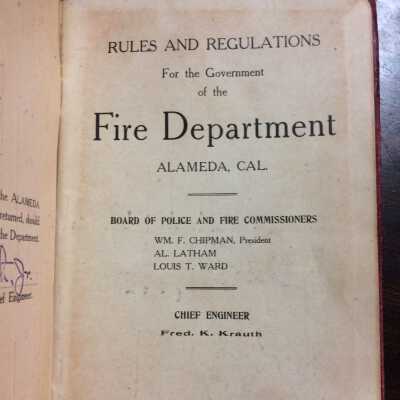 the ALAMEDA
returned, should
the Department
Jr.
Engineer.
RULES AND REGULATIONS
For the Government
of the
Fire Department
ALAMEDA, CAL.
BOARD OF POLICE AND FIRE COMMISSIONERS
WM. F. CHIPMAN, President
AL. LATHAM
LOUIS T. WARD
CHIEF ENGINEER
Fred. K. Krauth